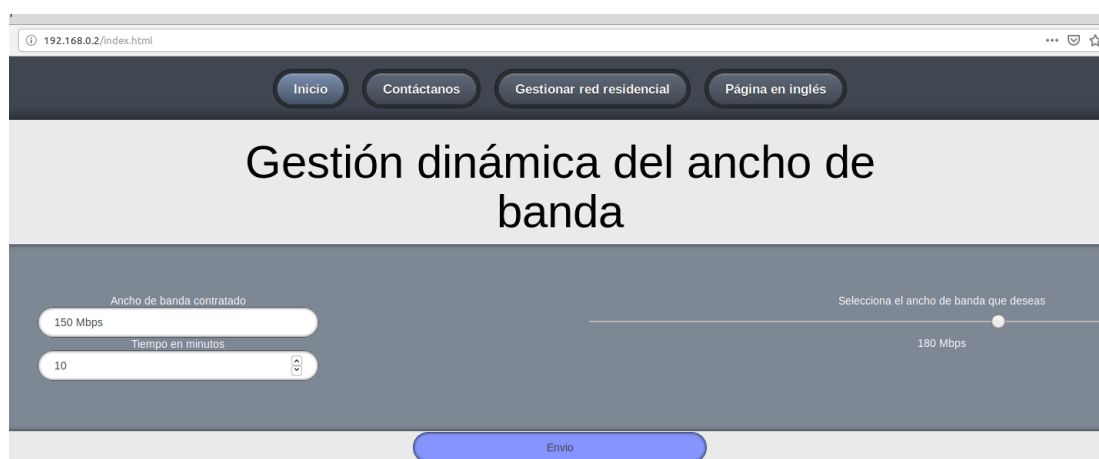 192.168.0.2/index.html
Inicio
Contáctanos
Gestionar red residencial
Página en inglés
Gestión dinámica del ancho de
banda
Ancho de banda contratado
150 Mbps
Tiempo en minutos
10
Selecciona el ancho de banda que deseas
180 Mbps
Envio